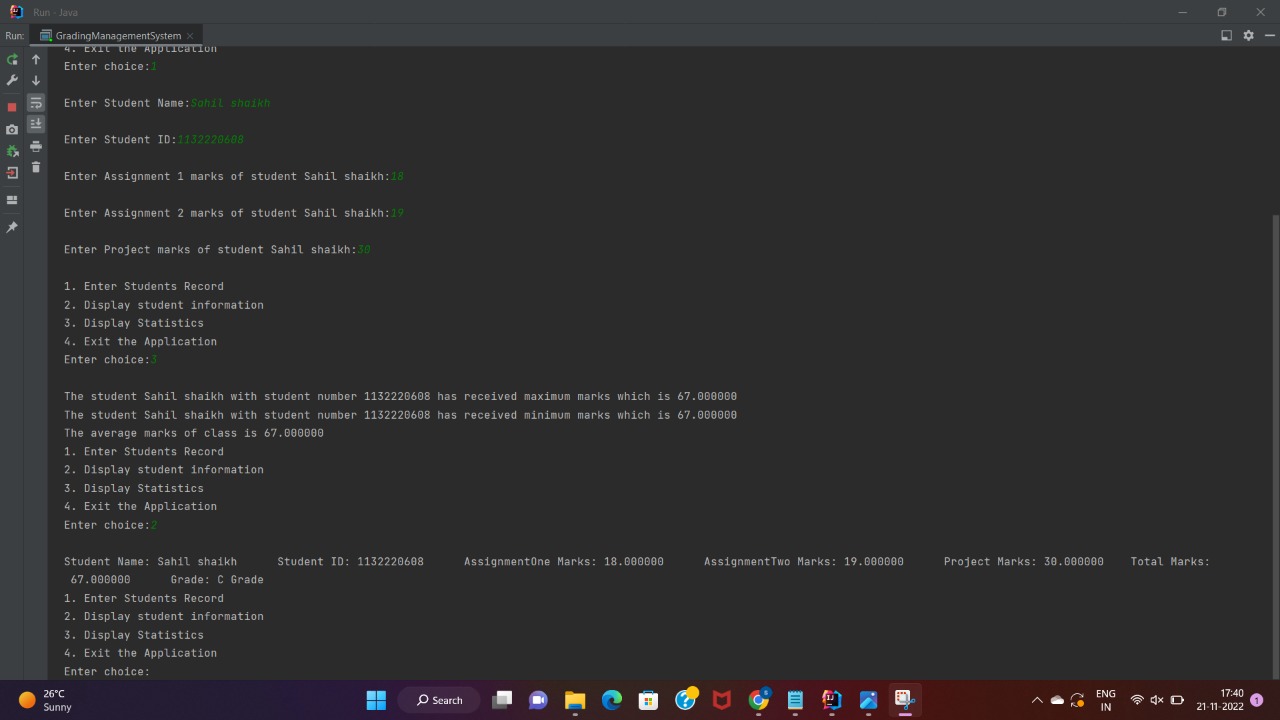 Run - Java
Run: GradingManagementSystem
4. Exit the Application
Enter choice:1
Enter Student Name:Sahil shaikh
Enter Student ID:1132220608
Enter Assignment 1 marks of student Sahil shaikh:18
Enter Assignment 2 marks of student Sahil shaikh:19
Enter Project marks of student Sahil shaikh:30
1. Enter Students Record
2. Display student information
3. Display Statistics
4. Exit the Application
Enter choice:3
The student Sahil shaikh with student number 1132220608 has received maximum marks which is 67.000000
The student Sahil shaikh with student number 1132220608 has received minimum marks which is 67.000000
The average marks of class is 67.000000
1. Enter Students Record
2. Display student information
3. Display Statistics
4. Exit the Application
Enter choice:2
Student Name: Sahil shaikh Student ID: 1132220608 AssignmentOne Marks: 18.000000 AssignmentTwo Marks: 19.000000 Project Marks: 30.000000 Total Marks:
67.000000 Grade: C Grade
1. Enter Students Record
2. Display student information
3. Display Statistics
4. Exit the Application
Enter choice:
26°C
Sunny
Search
ENG
IN
17:40
21-11-2022
1